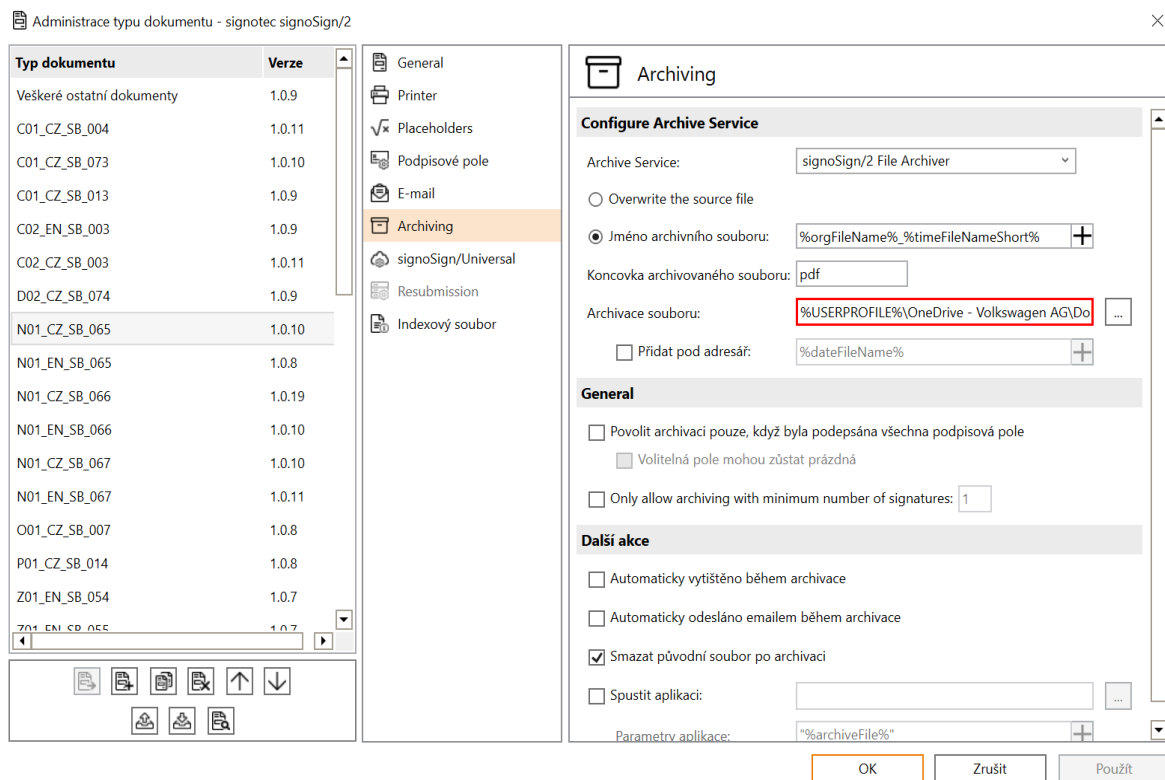 Administrace typu dokumentu - signotec signoSign/2
Typ dokumentu Verze
Veškeré ostatní dokumenty 1.0.9
C01_CZ_SB_004 1.0.11
C01_CZ_SB_073 1.0.10
C01_CZ_SB_013 1.0.9
C02_EN_SB_003 1.0.9
C02_CZ_SB_003 1.0.11
D02_CZ_SB_074 1.0.9
N01_CZ_SB_065 1.0.10
N01_EN_SB_065 1.0.8
N01_CZ_SB_066 1.0.19
N01_EN_SB_066 1.0.10
N01_CZ_SB_067 1.0.10
N01_EN_SB_067 1.0.11
O01_CZ_SB_007 1.0.8
P01_CZ_SB_014 1.0.8
Z01_EN_SB_054 1.0.7
Z01_EN_SB_055 1.0.7
General
Printer
Placeholders
Podpisové pole
E-mail
Archiving
signoSign/Universal
Resubmission
Indexový soubor
Archiving
Configure Archive Service
Archive Service: signoSign/2 File Archiver
Overwrite the source file
Jméno archivního souboru: %orgFileName%_%timeFileNameShort%
Koncovka archivovaného souboru: pdf
Archivace souboru: %USERPROFILE%\OneDrive - Volkswagen AG\Do ...
Přidat pod adresář: %dateFileName%
General
Povolit archivaci pouze, když byla podepsána všechna podpisová pole
Volitelná pole mohou zůstat prázdná
Only allow archiving with minimum number of signatures: 1
Další akce
Automaticky vytištěno během archivace
Automaticky odesláno emailem během archivace
Smazat původní soubor po archivaci
Spustit aplikaci: ...
Parametry aplikace: "%archiveFile%"
OK Zrušit Použít